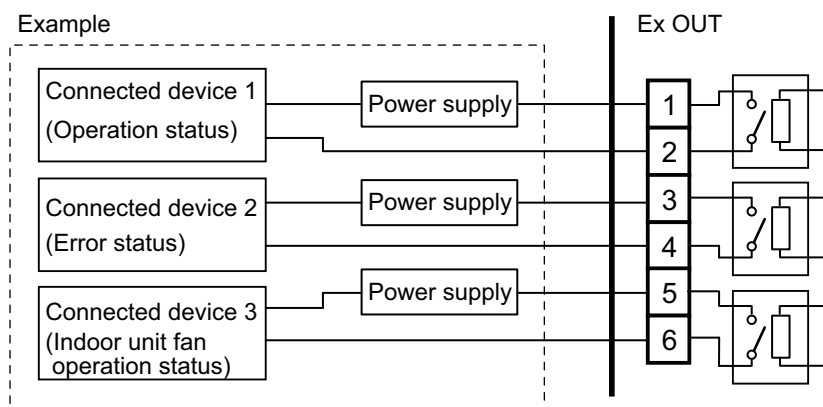 Example
Ex OUT
Connected device 1
(Operation status)
Power supply
1
2
Connected device 2
(Error status)
Power supply
3
4
Connected device 3
(Indoor unit fan
operation status)
Power supply
5
6